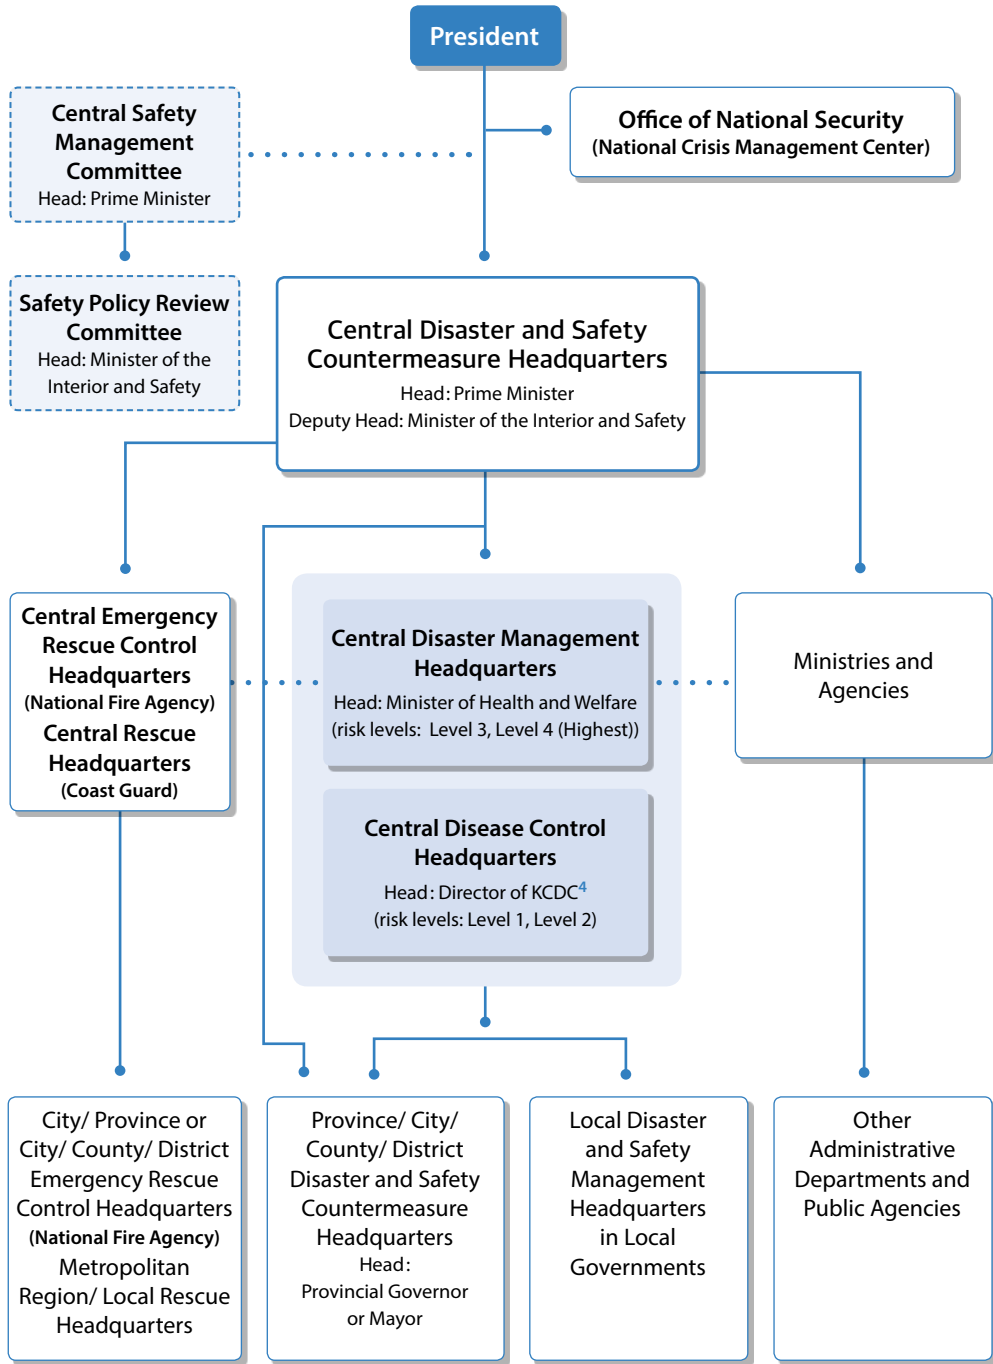 President
Central Safety
Management
Committee
Head: Prime Minister
Office of National Security
(National Crisis Management Center)
Safety Policy Review
Committee
Head: Minister of the
Interior and Safety
Central Disaster and Safety
Countermeasure Headquarters
Head: Prime Minister
Deputy Head: Minister of the Interior and Safety
Central Emergency
Rescue Control
Headquarters
(National Fire Agency)
Central Rescue
Headquarters
(Coast Guard)
Central Disaster Management
Headquarters
Head: Minister of Health and Welfare
(risk levels: Level 3, Level 4 (Highest))
Ministries and
Agencies
Central Disease Control
Headquarters
Head: Director of KCDC4
(risk levels: Level 1, Level 2)
City/ Province or
City/ County/ District
Emergency Rescue
Control Headquarters
(National Fire Agency)
Metropolitan
Region/ Local Rescue
Headquarters
Province/ City/
County/ District
Disaster and Safety
Countermeasure
Headquarters
Head:
Provincial Governor
or Mayor
Local Disaster
and Safety
Management
Headquarters
in Local
Governments
Other
Administrative
Departments and
Public Agencies